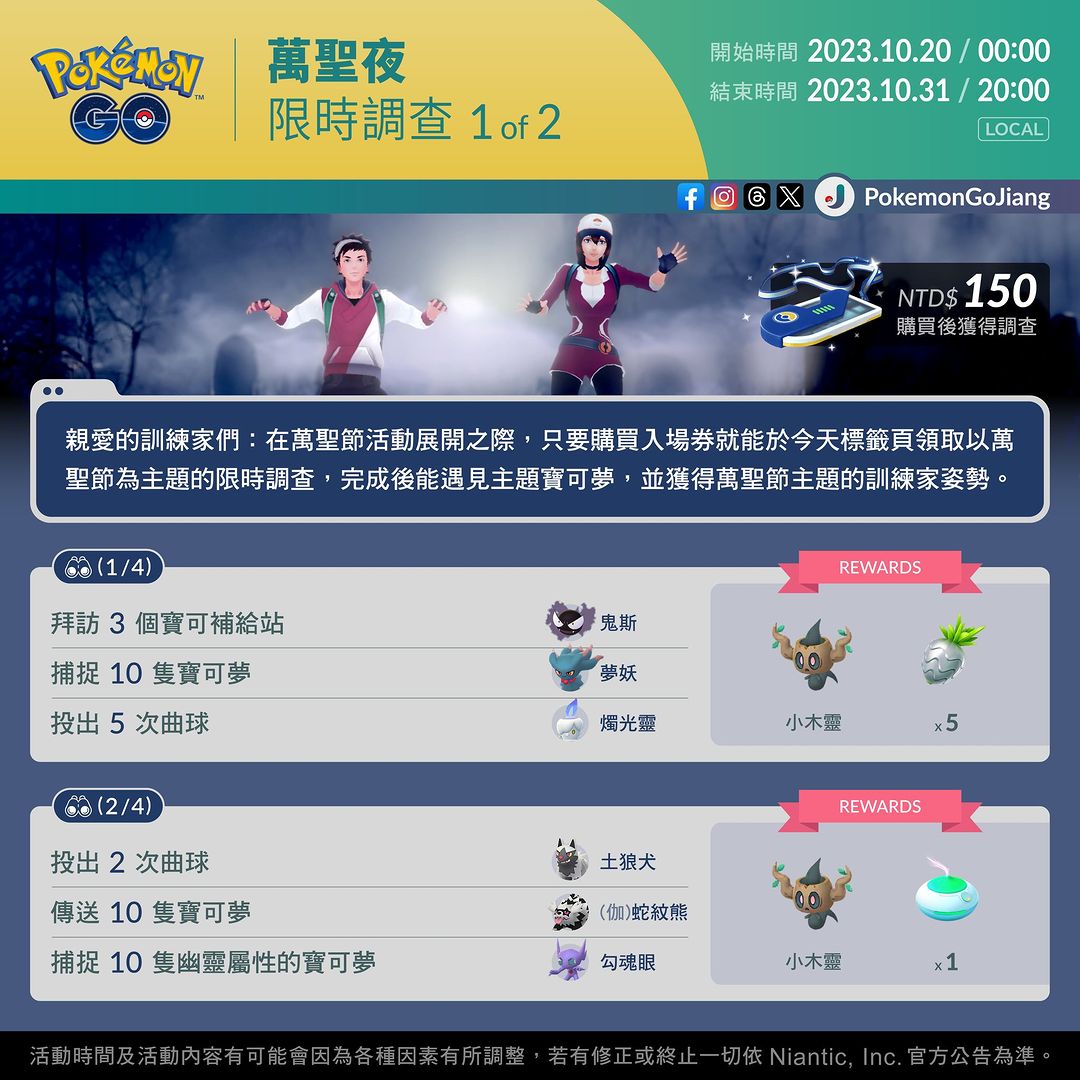 POKÉMON GO™
萬聖夜
限時調查 1 of 2
開始時間 2023.10.20 / 00:00
結束時間 2023.10.31 / 20:00
LOCAL
PokemonGoJiang
NTD$ 150
購買後獲得調查
親愛的訓練家們：在萬聖節活動展開之際，只要購買入場券就能於今天標籤頁領取以萬
聖節為主題的限時調查，完成後能遇見主題寶可夢，並獲得萬聖節主題的訓練家姿勢。
(1/4)
REWARDS
拜訪 3 個寶可補給站 鬼斯
捕捉 10 隻寶可夢 夢妖
投出 5 次曲球 燭光靈
小木靈 x 5
(2/4)
REWARDS
投出 2 次曲球 土狼犬
傳送 10 隻寶可夢 (伽)蛇紋熊
捕捉 10 隻幽靈屬性的寶可夢 勾魂眼
小木靈 x 1
活動時間及活動內容有可能會因為各種因素有所調整，若有修正或終止一切依 Niantic, Inc. 官方公告為準。